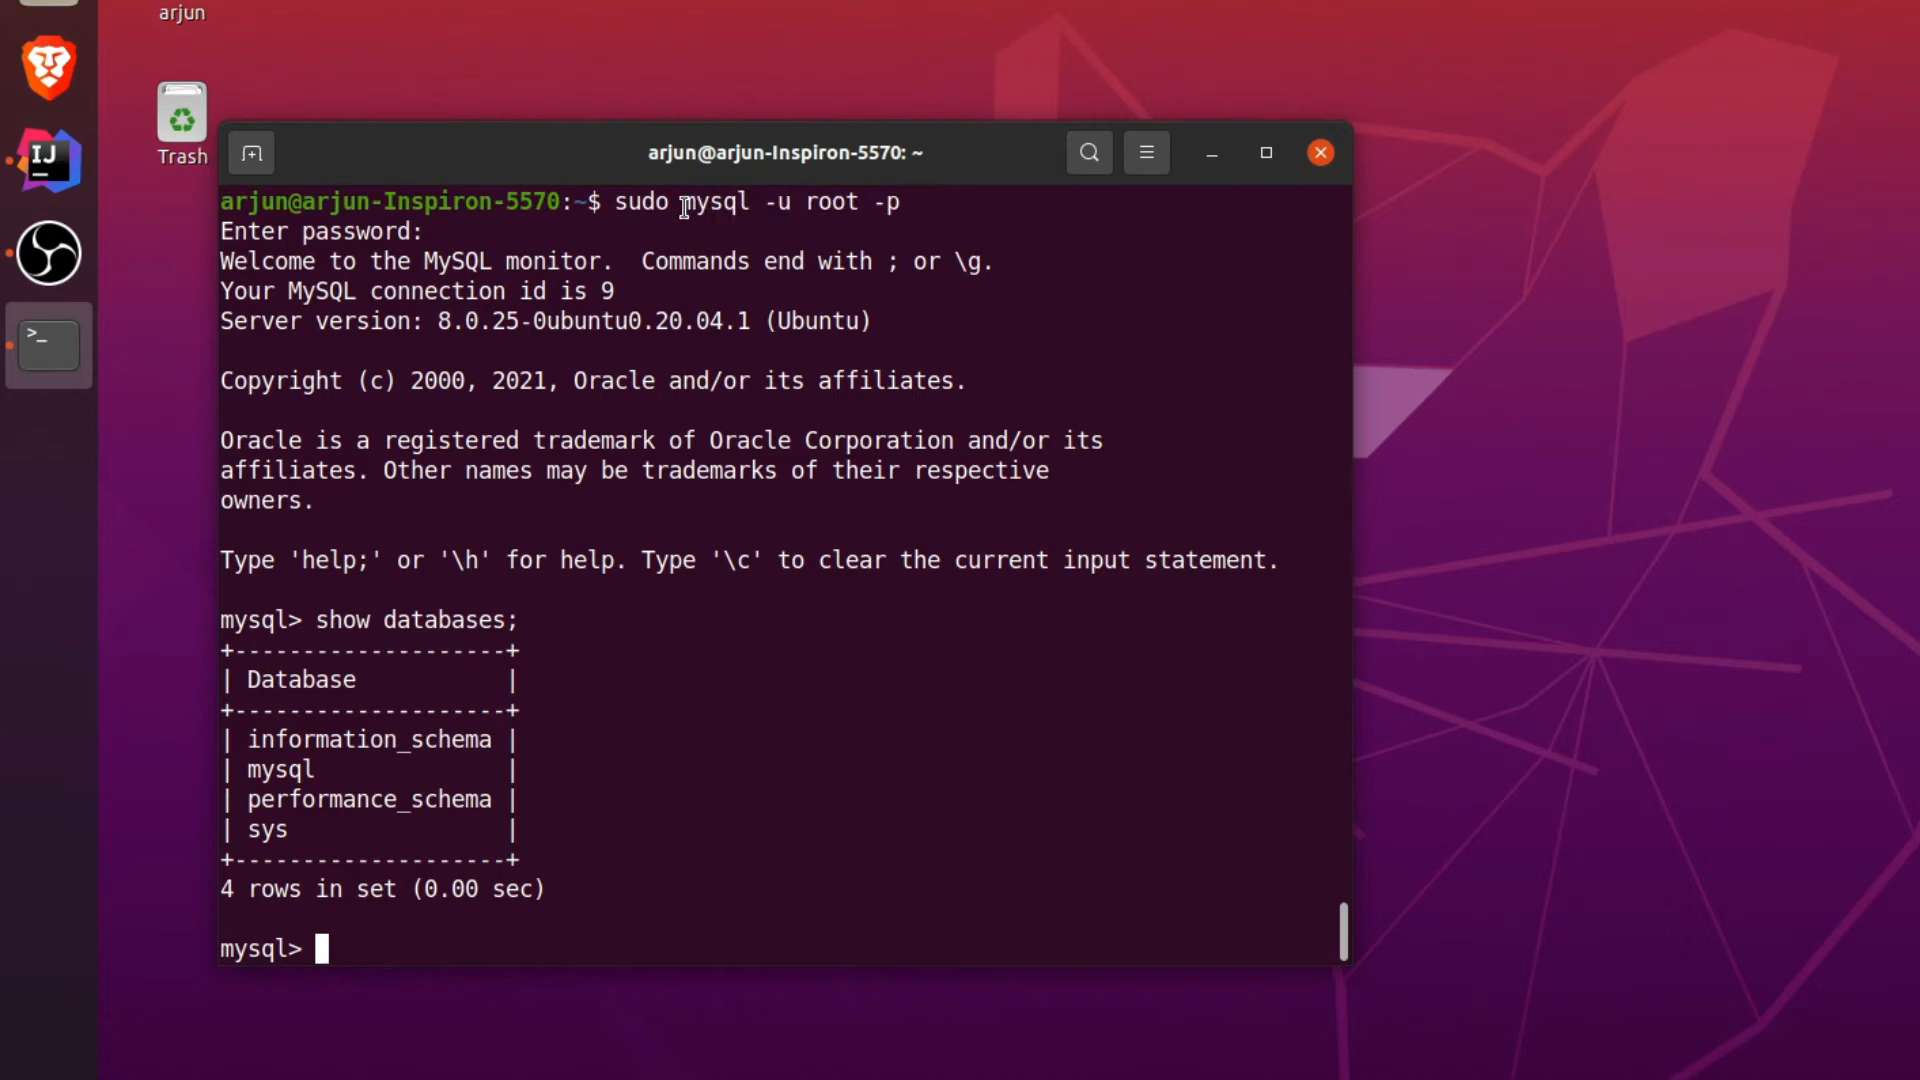 arjun
Trash
IJ
>_
arjun@arjun-Inspiron-5570: ~
arjun@arjun-Inspiron-5570:~$ sudo mysql -u root -p
Enter password:
Welcome to the MySQL monitor.  Commands end with ; or \g.
Your MySQL connection id is 9
Server version: 8.0.25-0ubuntu0.20.04.1 (Ubuntu)
Copyright (c) 2000, 2021, Oracle and/or its affiliates.
Oracle is a registered trademark of Oracle Corporation and/or its
affiliates. Other names may be trademarks of their respective
owners.
Type 'help;' or '\h' for help. Type '\c' to clear the current input statement.
mysql> show databases;
+--------------------+
| Database           |
+--------------------+
| information_schema |
| mysql              |
| performance_schema |
| sys                |
+--------------------+
4 rows in set (0.00 sec)
mysql>